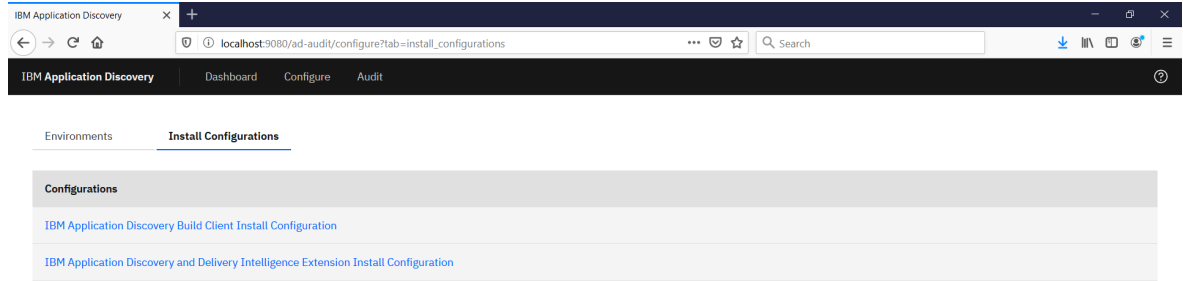 IBM Application Discovery
localhost:9080/ad-audit/configure?tab=install_configurations
Search
IBM Application Discovery Dashboard Configure Audit
Environments Install Configurations
Configurations
IBM Application Discovery Build Client Install Configuration
IBM Application Discovery and Delivery Intelligence Extension Install Configuration